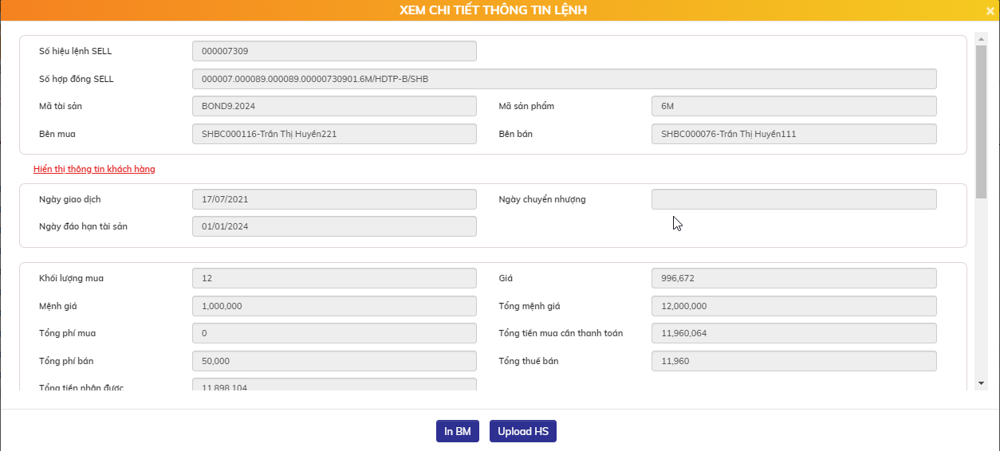 XEM CHI TIẾT THÔNG TIN LỆNH
Số hiệu lệnh SELL 000007309
Số hợp đồng SELL 000007.000089.000089.00000730901.6M/HDTP-B/SHB
Mã tài sản BOND9.2024 Mã sản phẩm 6M
Bên mua SHBC000116-Trần Thị Huyền221 Bên bán SHBC000076-Trần Thị Huyền111
Hiển thị thông tin khách hàng
Ngày giao dịch 17/07/2021 Ngày chuyển nhượng
Ngày đáo hạn tài sản 01/01/2024
Khối lượng mua 12 Giá 996,672
Mệnh giá 1,000,000 Tổng mệnh giá 12,000,000
Tổng phí mua 0 Tổng tiền mua cần thanh toán 11,960,064
Tổng phí bán 50,000 Tổng thuế bán 11,960
Tổng tiền nhận được 11,898,104
In BM Upload HS